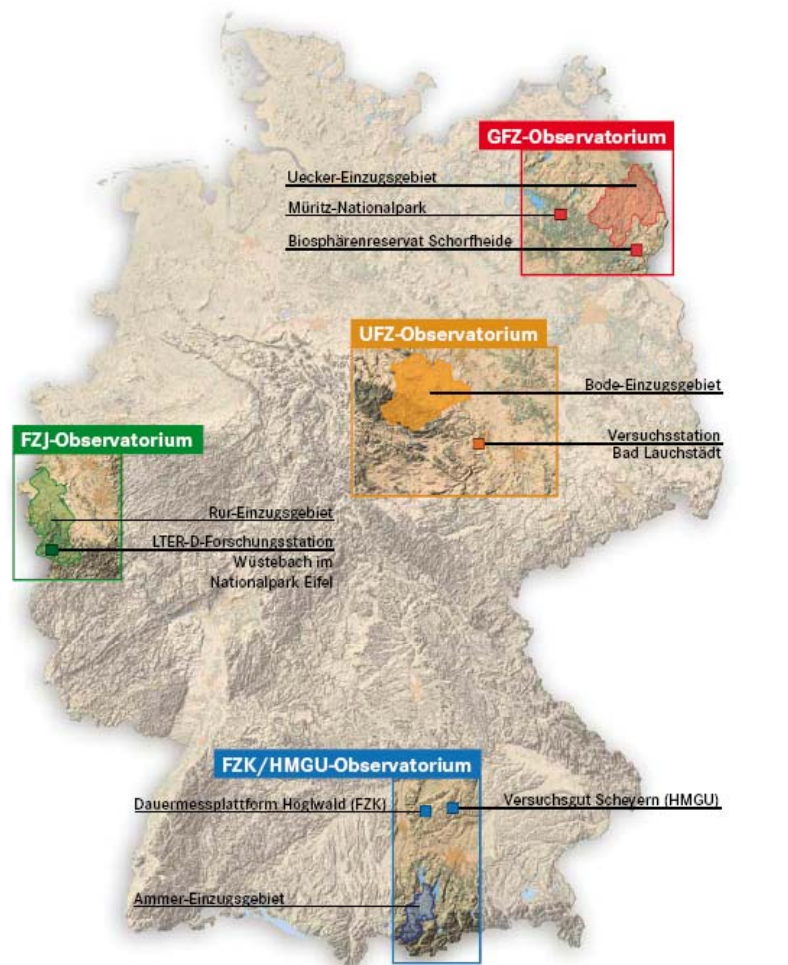 GFZ-Observatorium
Uecker-Einzugsgebiet
Müritz-Nationalpark
Biosphärenreservat Schorfheide
UFZ-Observatorium
Bode-Einzugsgebiet
Versuchsstation
Bad Lauchstädt
FZJ-Observatorium
Rur-Einzugsgebiet
LTER-D-Forschungsstation
Wüstebach im
Nationalpark Eifel
FZK/HMGU-Observatorium
Dauermessplattform Höglwald (FZK)
Versuchsgut Scheyern (HMGU)
Ammer-Einzugsgebiet